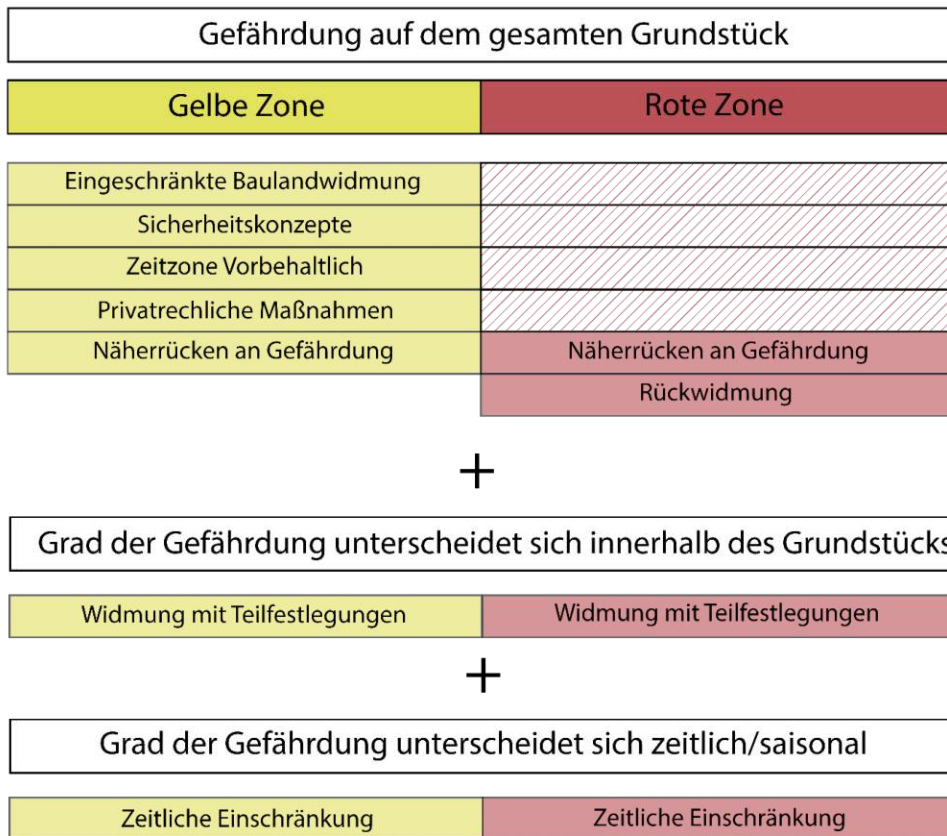 Gefährdung auf dem gesamten Grundstück
Gelbe Zone
Rote Zone
Eingeschränkte Baulandwidmung
Sicherheitskonzepte
Zeitzone Vorbehaltlich
Privatrechliche Maßnahmen
Näherrücken an Gefährdung
Näherrücken an Gefährdung
Rückwidmung
+
Grad der Gefährdung unterscheidet sich innerhalb des Grundstücks
Widmung mit Teilfestlegungen
Widmung mit Teilfestlegungen
+
Grad der Gefährdung unterscheidet sich zeitlich/saisonal
Zeitliche Einschränkung
Zeitliche Einschränkung